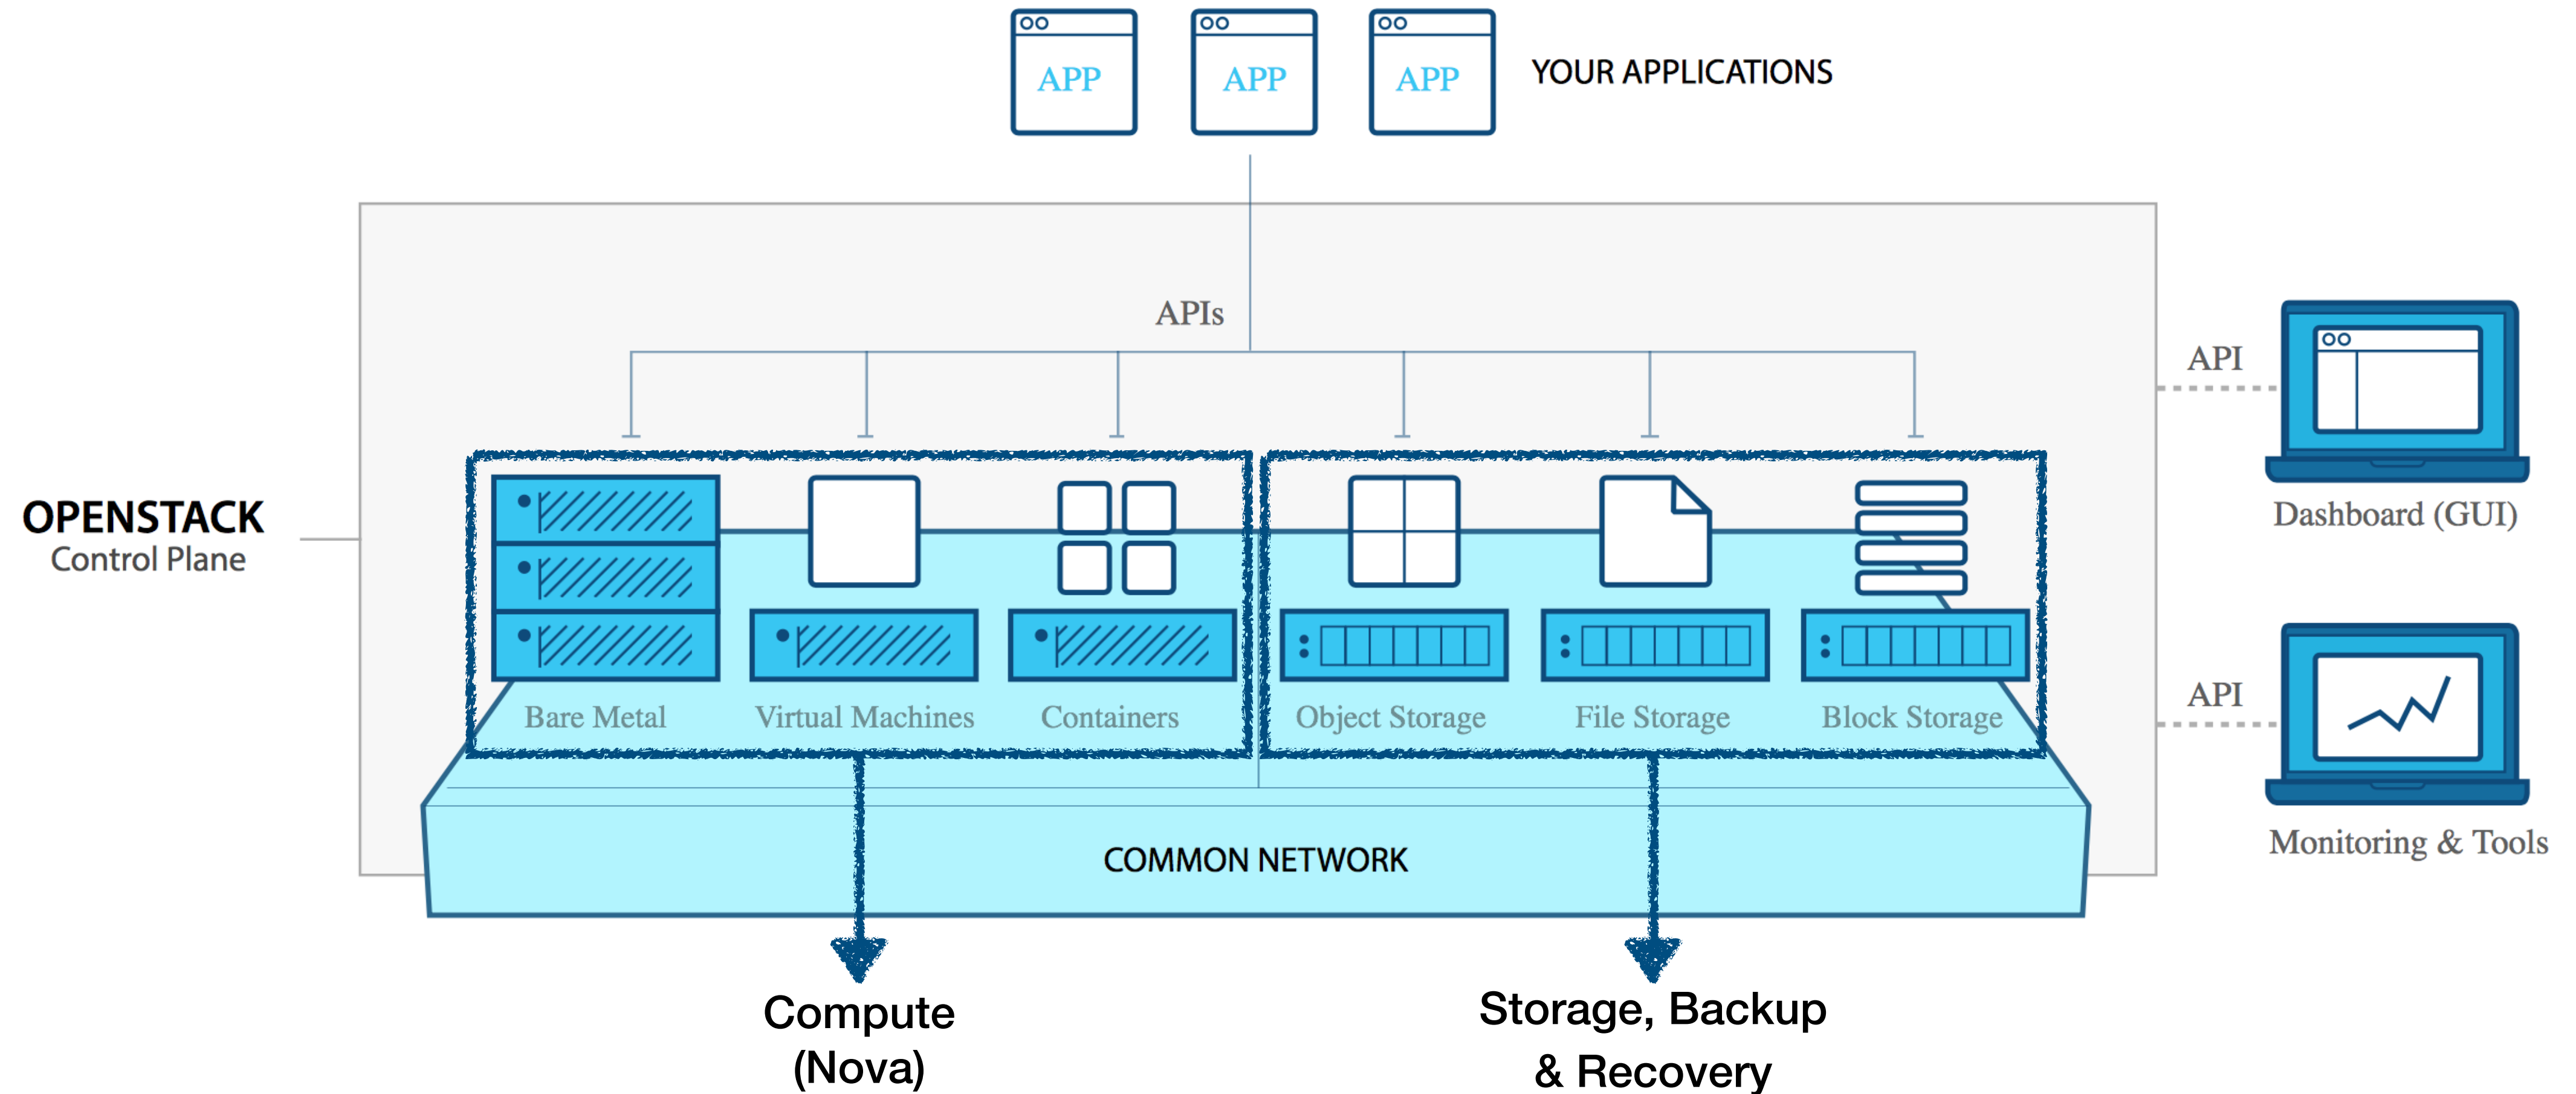 APP
APP
APP
YOUR APPLICATIONS
APIs
API
Dashboard (GUI)
OPENSTACK
Control Plane
API
Monitoring & Tools
Bare Metal
Virtual Machines
Containers
Object Storage
File Storage
Block Storage
COMMON NETWORK
Compute
(Nova)
Storage, Backup
& Recovery